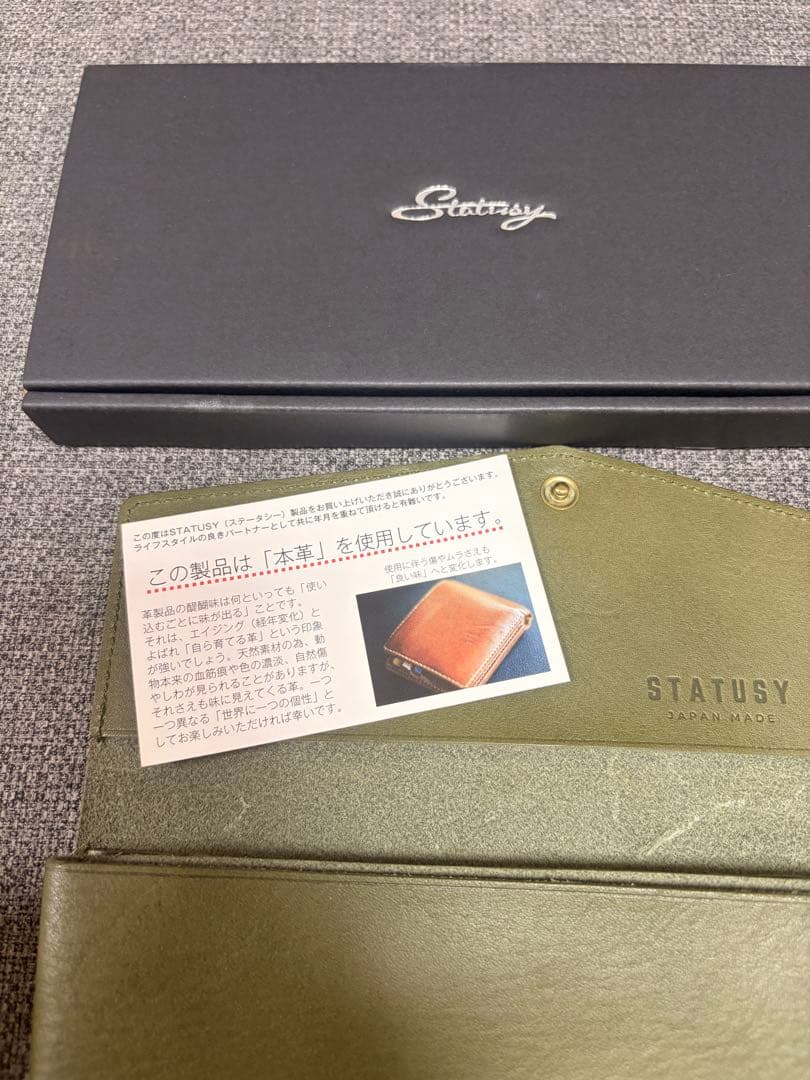 Statusy
この度はSTATUSY（ステータシー）製品をお買い上げいただき誠にありがとうございます。
ライフスタイルの良きパートナーとして共に年月を重ねて頂けると有難いです。
この製品は「本革」を使用しています。
革製品の醍醐味は何といっても「使い
込むごとに味が出る」ことです。
それは、エイジング（経年変化）と
よばれ「自ら育てる革」という印象
が強いでしょう。天然素材の為、動
物本来の血筋痕や色の濃淡、自然傷
やしわが見られることがありますが、
それさえも味に見えてくる革。一つ
一つ異なる「世界に一つの個性」と
してお楽しみいただければ幸いです。
使用に伴う傷やムラさえも
「良い味」へと変化します。
STATUSY
JAPAN MADE